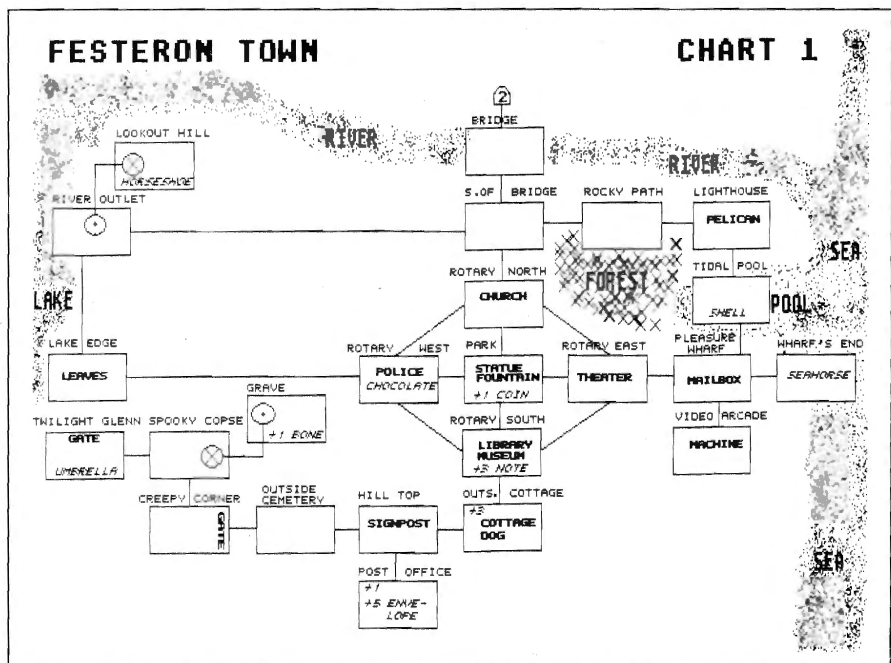 FESTERON TOWN
CHART 1
2
BRIDGE
RIVER
RIVER
LOOKOUT HILL
HORSESHOE
RIVER OUTLET
S.OF BRIDGE
ROCKY PATH
LIGHTHOUSE
PELICAN
SEA
FOREST
TIDAL POOL
SHELL
POOL
LAKE
ROTARY NORTH
CHURCH
LAKE EDGE
LEAVES
ROTARY WEST
POLICE
CHOCOLATE
PARK
STATUE
FOUNTAIN
+1 COIN
ROTARY EAST
THEATER
PLEASURE
WHARF
MAILBOX
WHARF'S END
SEAHORSE
GRAVE
+1 BONE
TWILIGHT GLENN
GATE
UMBRELLA
SPOOKY COPSE
ROTARY SOUTH
LIBRARY
MUSEUM
+3 NOTE
VIDEO ARCADE
MACHINE
CREEPY CORNER
GATE
OUTSIDE
CEMETERY
HILL TOP
SIGNPOST
OUTS. COTTAGE
+3
COTTAGE
DOG
POST OFFICE
+1
+5 ENVE-
LOPE
SEA